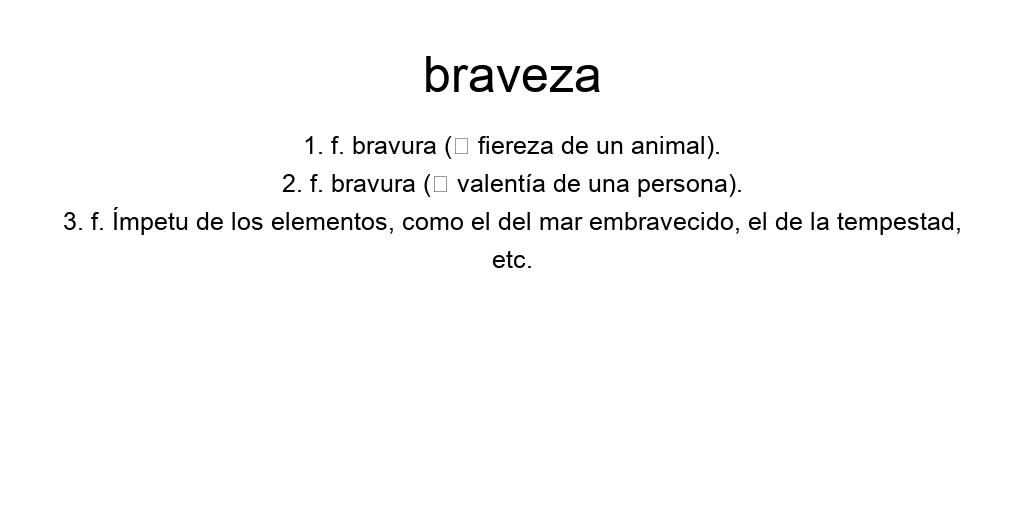 braveza
1. f. bravura (▯ fiereza de un animal).
2. f. bravura (▯ valentía de una persona).
3. f. Ímpetu de los elementos, como el del mar embravecido, el de la tempestad,
etc.